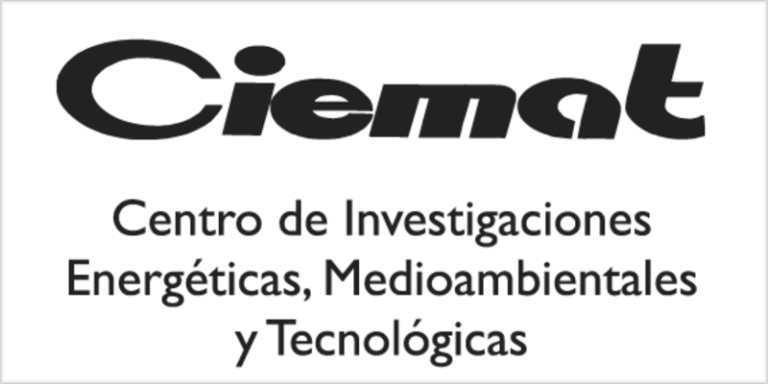 Ciemat
Centro de Investigaciones
Energéticas, Medioambientales
y Tecnológicas